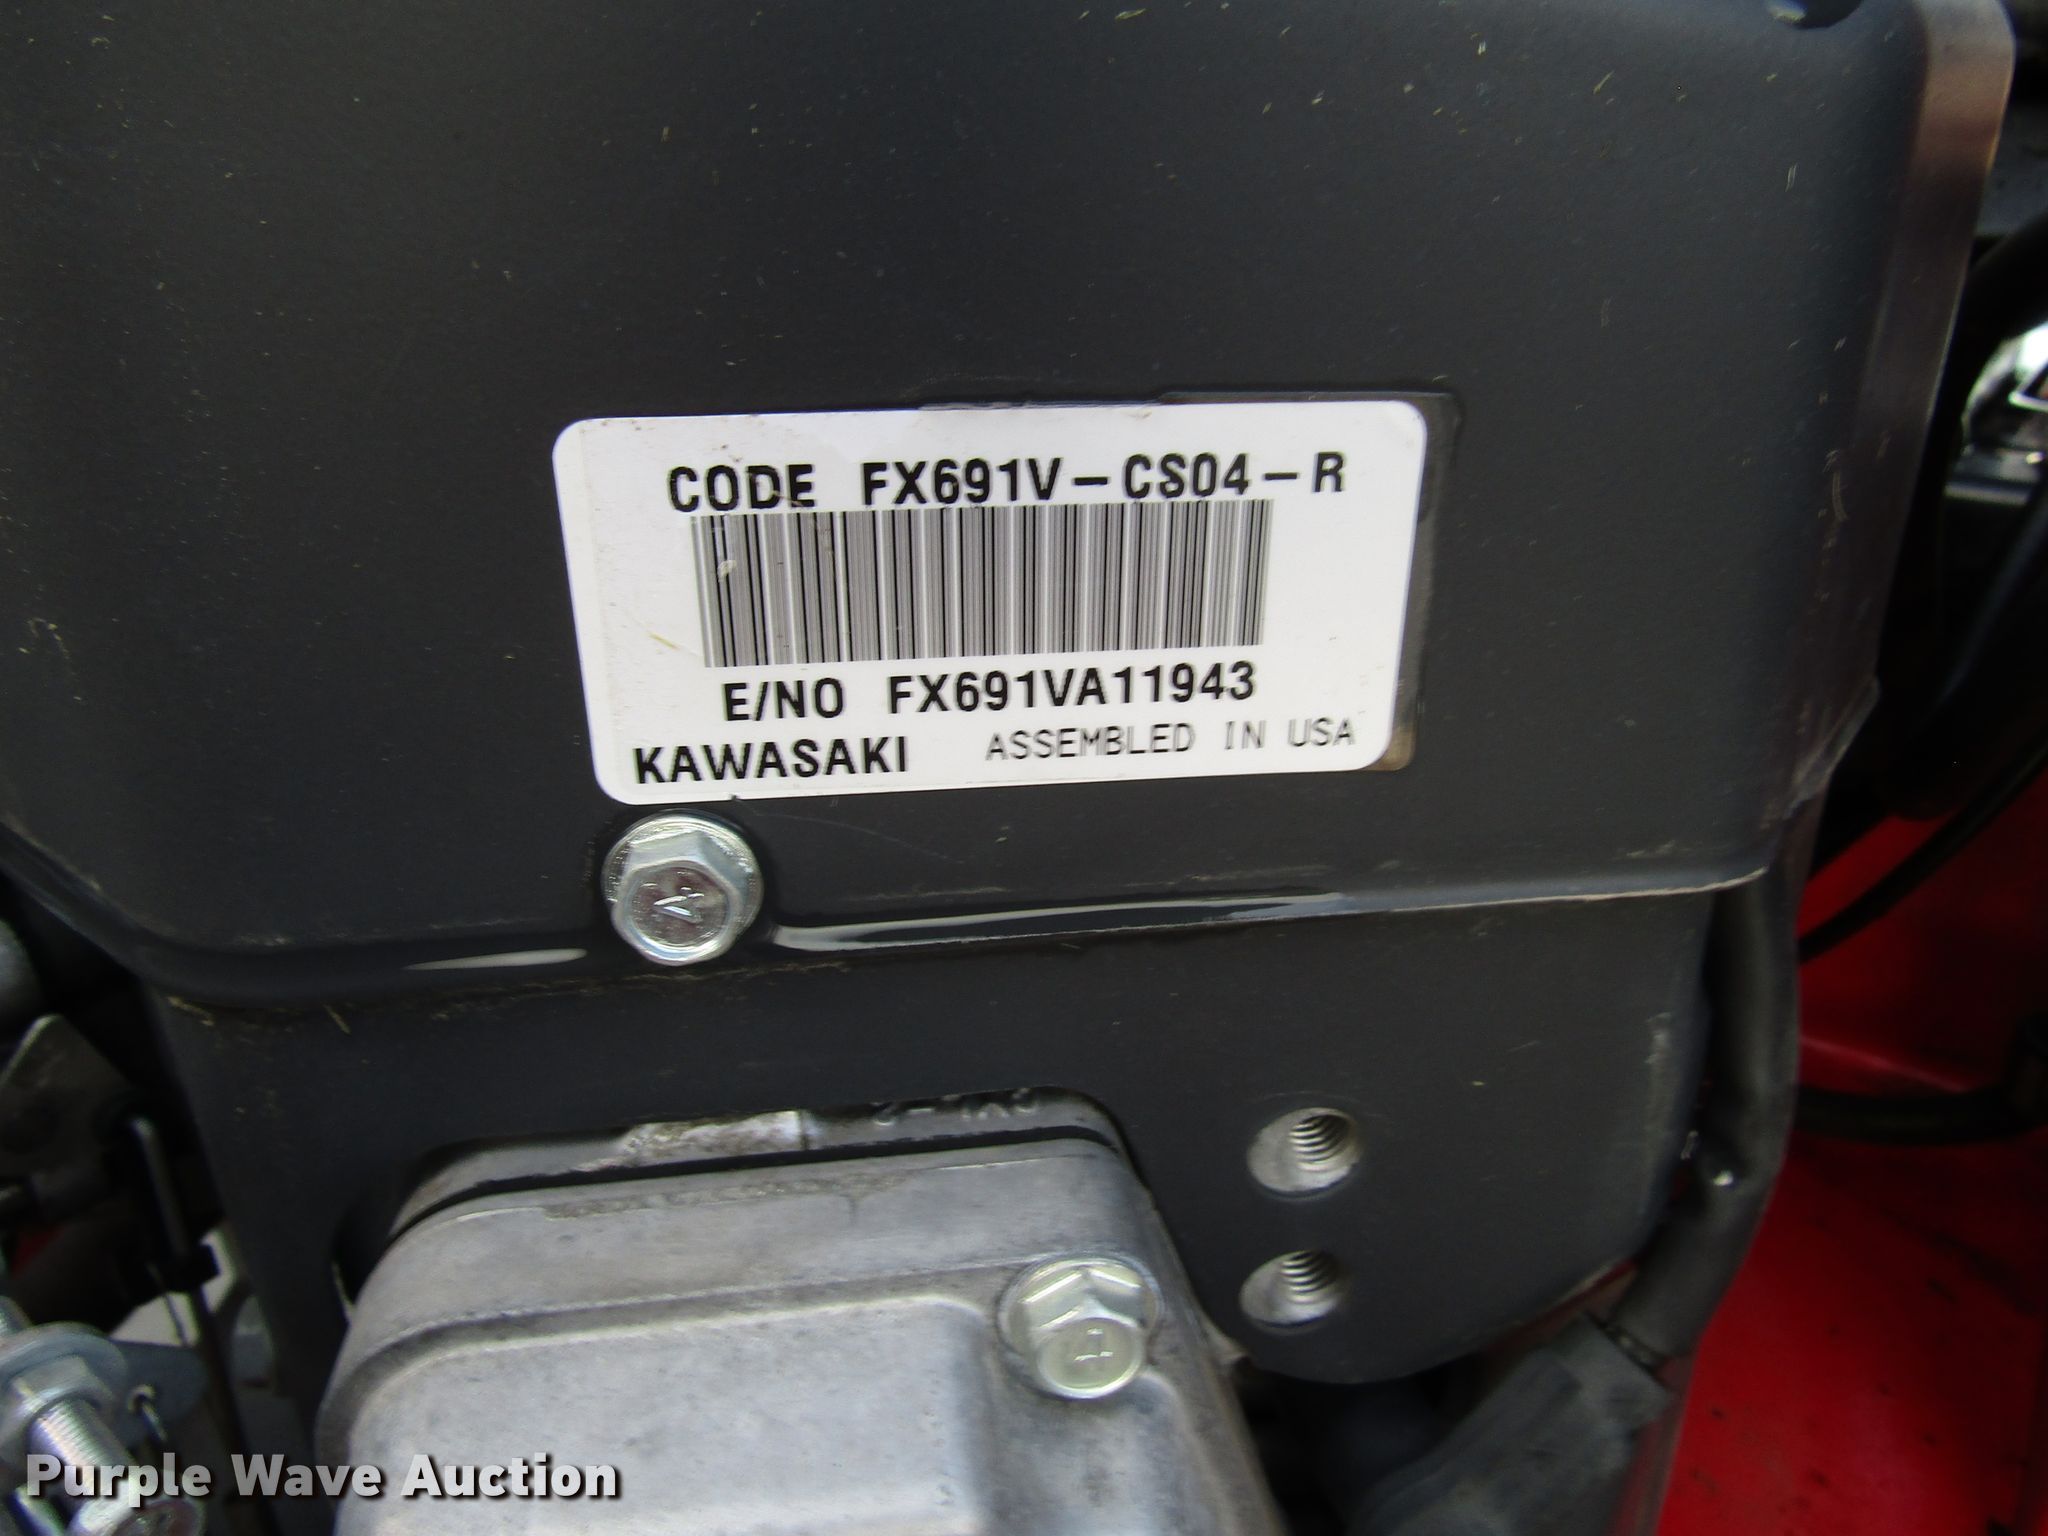 CODE FX691V-CS04-R
E/NO FX691VA11943
KAWASAKI ASSEMBLED IN USA
Purple Wave Auction